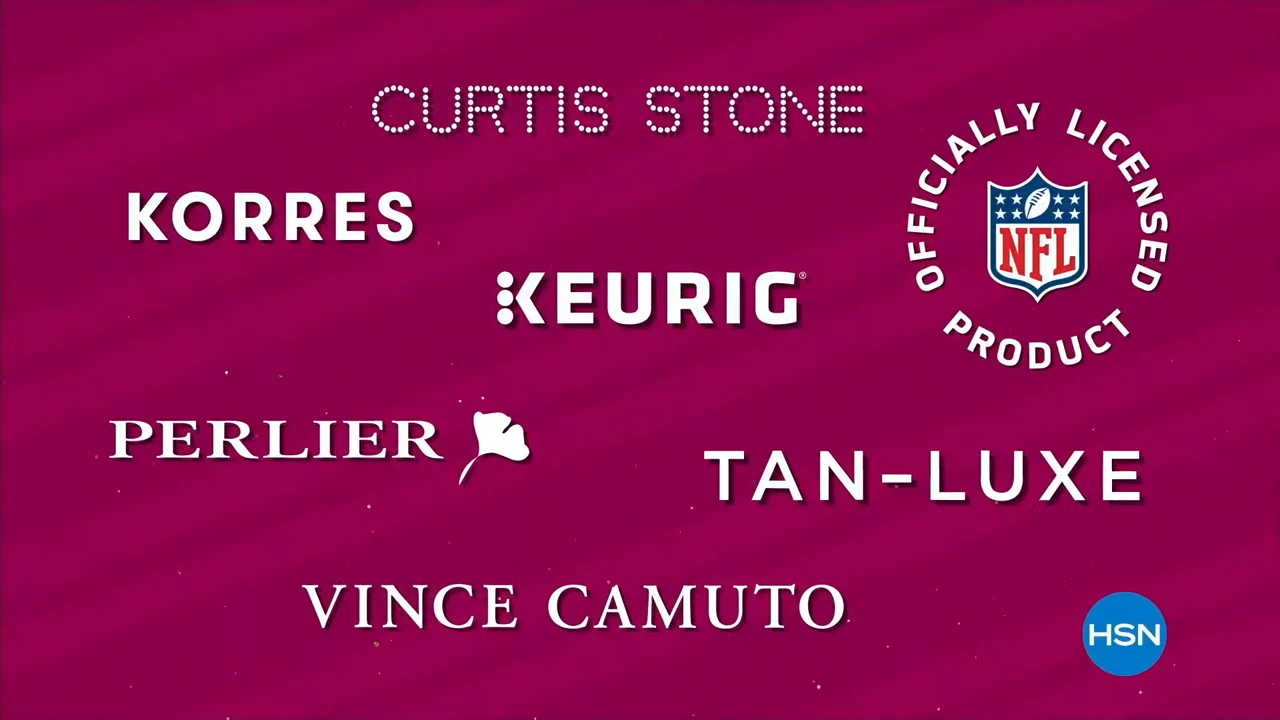 CURTIS STONE
OFFICIALLY LICENSED
NFL
PRODUCT
KORRES
KEURIG®
PERLIER
TAN-LUXE
VINCE CAMUTO
HSN